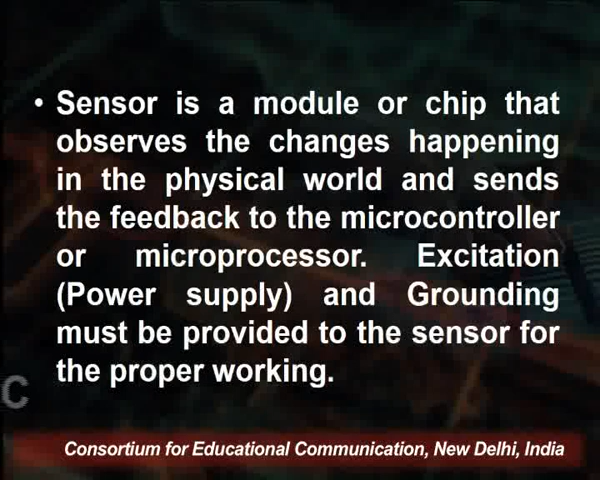 • Sensor is a module or chip that
observes the changes happening
in the physical world and sends
the feedback to the microcontroller
or microprocessor. Excitation
(Power supply) and Grounding
must be provided to the sensor for
the proper working.
C
Consortium for Educational Communication, New Delhi, India